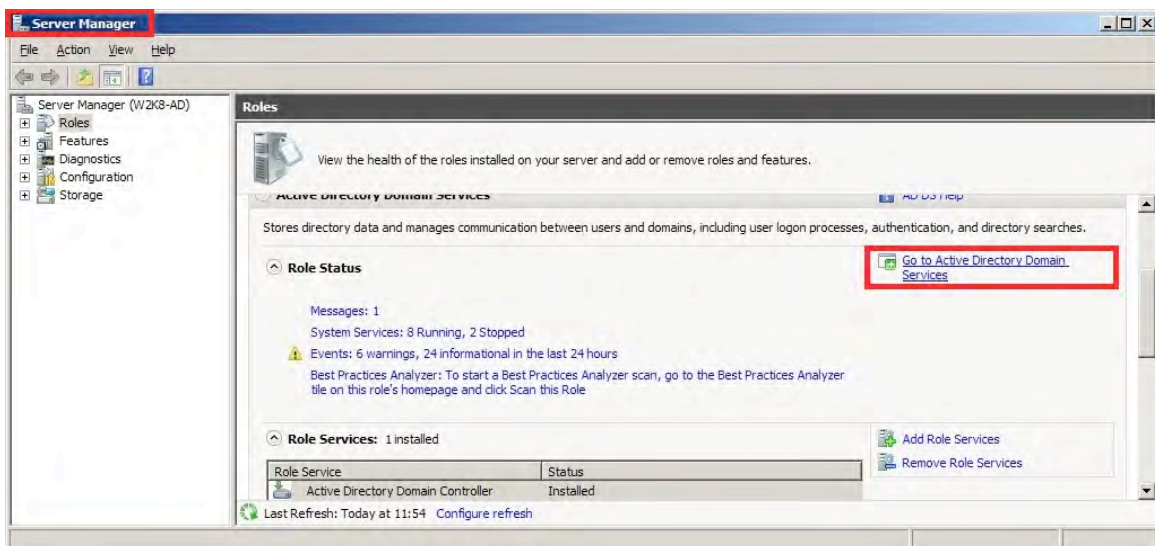 Server Manager
File Action View Help
Server Manager (W2K8-AD)
Roles
Features
Diagnostics
Configuration
Storage
Roles
View the health of the roles installed on your server and add or remove roles and features.
Active Directory Domain Services
AD DS Help
Stores directory data and manages communication between users and domains, including user logon processes, authentication, and directory searches.
Role Status
Go to Active Directory Domain
Services
Messages: 1
System Services: 8 Running, 2 Stopped
Events: 6 warnings, 24 informational in the last 24 hours
Best Practices Analyzer: To start a Best Practices Analyzer scan, go to the Best Practices Analyzer
tile on this role's homepage and click Scan this Role
Role Services: 1 installed
Add Role Services
Remove Role Services
Role Service Status
Active Directory Domain Controller Installed
Last Refresh: Today at 11:54 Configure refresh